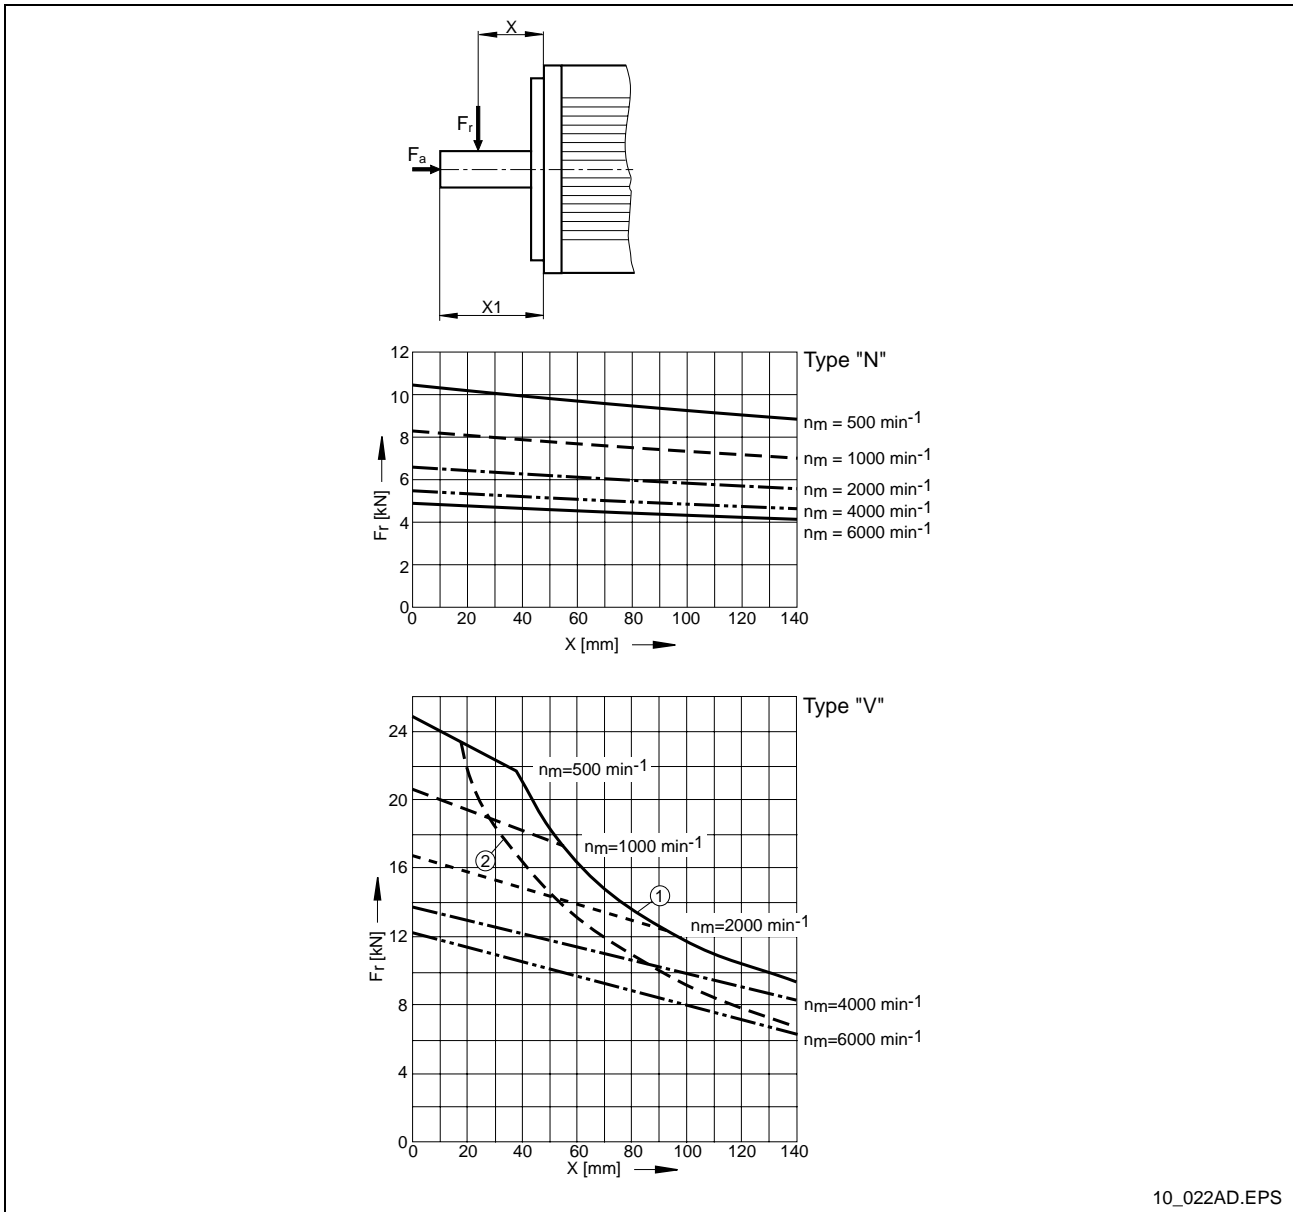 X
Fr
Fa
X1
Type "N"
12
10
8
6
4
2
0
Fr [kN]
nm = 500 min-1
nm = 1000 min-1
nm = 2000 min-1
nm = 4000 min-1
nm = 6000 min-1
0 20 40 60 80 100 120 140
X [mm]
Type "V"
24
20
16
12
8
4
0
Fr [kN]
nm=500 min-1
nm=1000 min-1
2
1
nm=2000 min-1
nm=4000 min-1
nm=6000 min-1
0 20 40 60 80 100 120 140
X [mm]
10_022AD.EPS